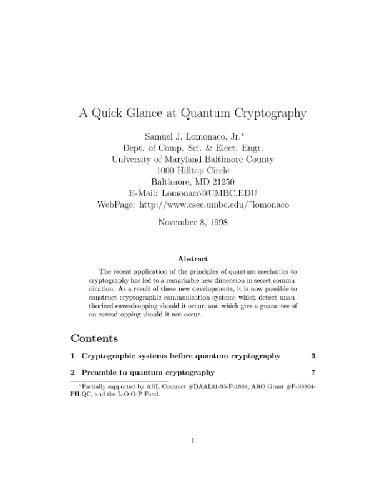 A Quick Glance at Quantum Cryptography
Samuel J. Lomonaco, Jr.*
Dept. of Comp. Sci. & Elect. Engr.
University of Maryland Baltimore County
1000 Hilltop Circle
Baltimore, MD 21250
E-Mail: Lomonaco@UMBC.EDU
WebPage: http://www.csee.umbc.edu/~lomonaco
November 8, 1998
Abstract
The recent application of the principles of quantum mechanics to
cryptography has led to a remarkable new dimension in secret commu-
nication. As a result of these new developments, it is now possible to
construct cryptographic communication systems which detect unau-
thorized eavesdropping should it occur, and which give a guarantee of
no eavesdropping should it not occur.
Contents
1 Cryptographic systems before quantum cryptography 3
2 Preamble to quantum cryptography 7
*Partially supported by ARL Contract #DAAL01-95-P-1884, ARO Grant #P-38804-
PH-QC, and the L-O-O-P Fund.
1